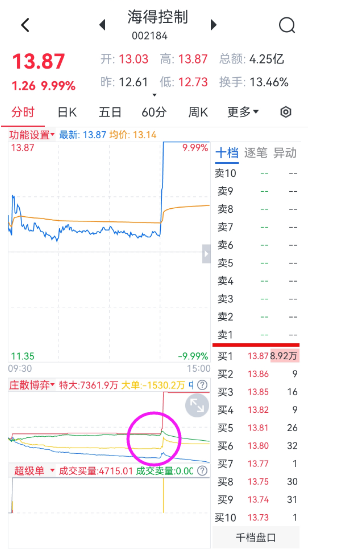 海得控制
002184
13.87
1.26 9.99%
开: 13.03 高: 13.87 总额: 4.25亿
昨: 12.61 低: 12.73 换手: 13.46%
分时 日K 五日 60分 周K 更多
功能设置 最新: 13.87 均价: 13.14
13.87 9.99%
11.35 -9.99%
09:30 15:00
庄散博弈 特大:7361.9万 大单:-1530.2万
超级单 成交买量:4715.01 成交卖量:0.00
十档 逐笔 异动
卖10 -- --
卖9 -- --
卖8 -- --
卖7 -- --
卖6 -- --
卖5 -- --
卖4 -- --
卖3 -- --
卖2 -- --
卖1 -- --
买1 13.87 8.92万
买2 13.86 9
买3 13.85 16
买4 13.82 9
买5 13.81 26
买6 13.80 32
买7 13.77 1
买8 13.75 30
买9 13.74 31
买10 13.73 1
千档盘口